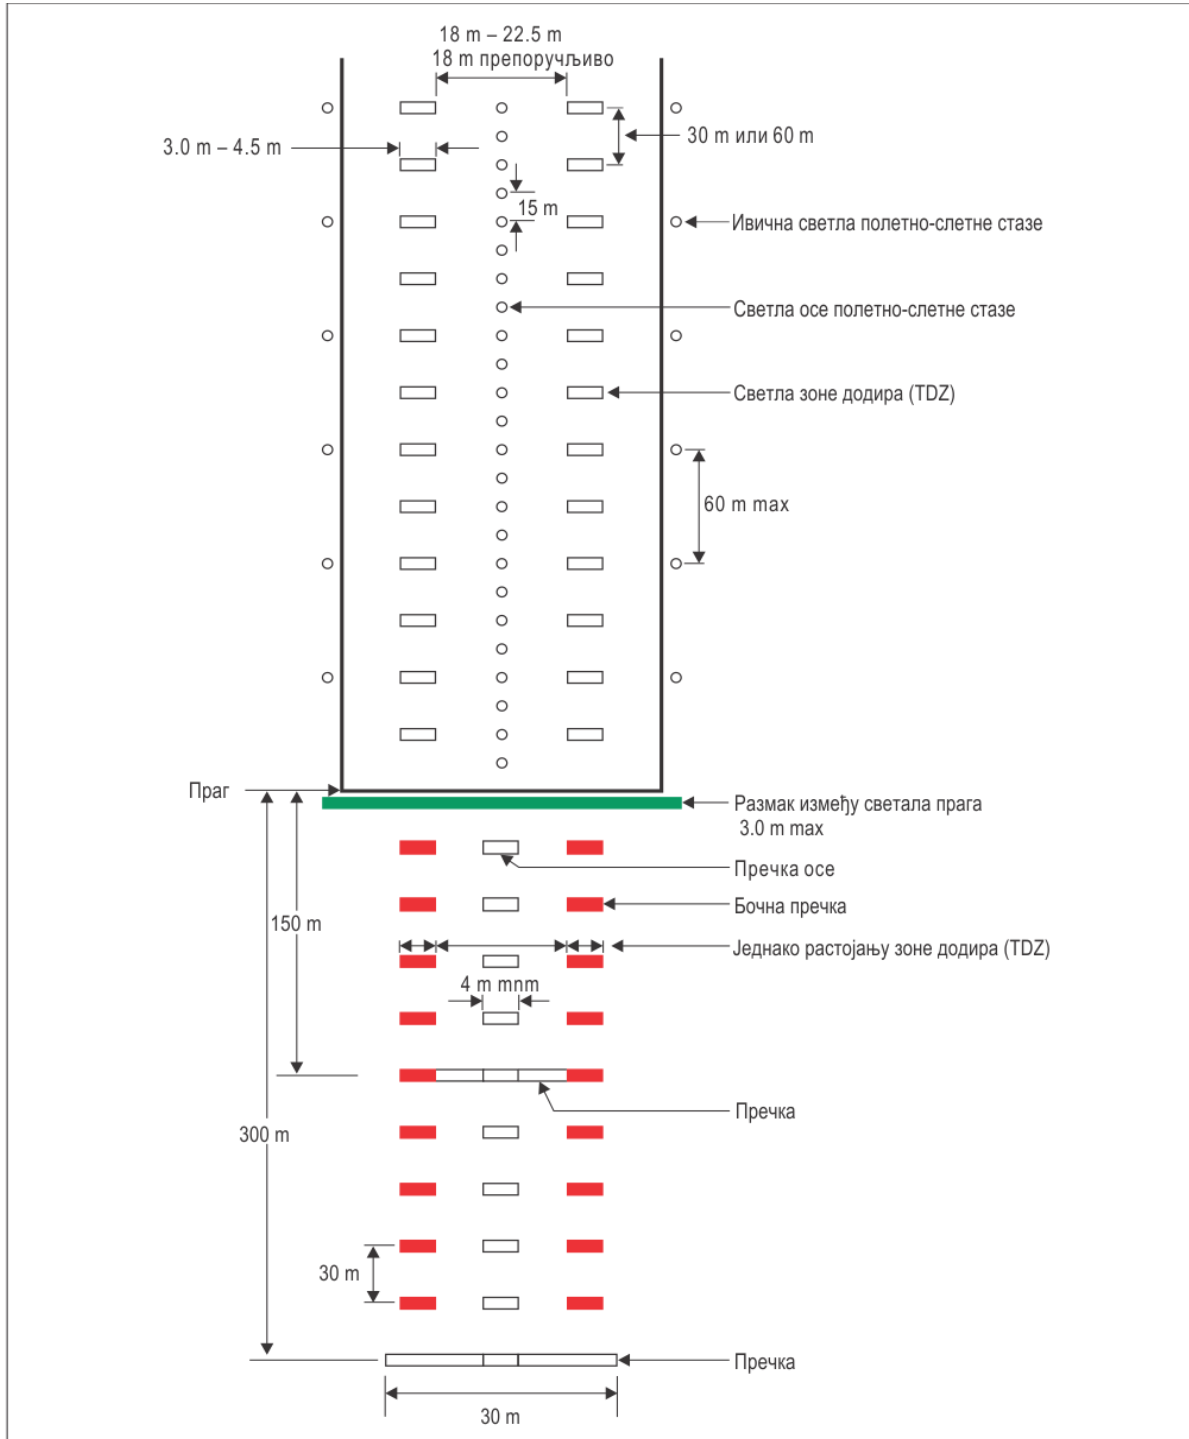 18 m – 22.5 m
18 m препоручљиво
30 m или 60 m
3.0 m – 4.5 m
15 m
Ивична светла полетно-слетне стазе
Светла осе полетно-слетне стазе
Светла зоне додира (TDZ)
60 m max
Праг
Размак између светала прага
3.0 m max
Пречка осе
Бочна пречка
150 m
Једнако растојању зоне додира (TDZ)
4 m mnm
Пречка
300 m
30 m
Пречка
30 m